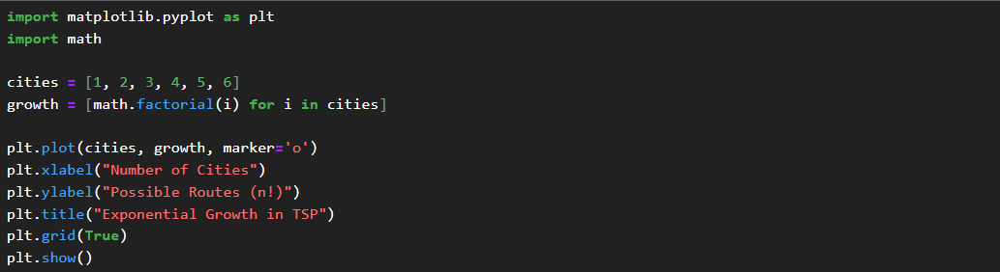 import matplotlib.pyplot as plt
import math
cities = [1, 2, 3, 4, 5, 6]
growth = [math.factorial(i) for i in cities]
plt.plot(cities, growth, marker='o')
plt.xlabel("Number of Cities")
plt.ylabel("Possible Routes (n!)")
plt.title("Exponential Growth in TSP")
plt.grid(True)
plt.show()